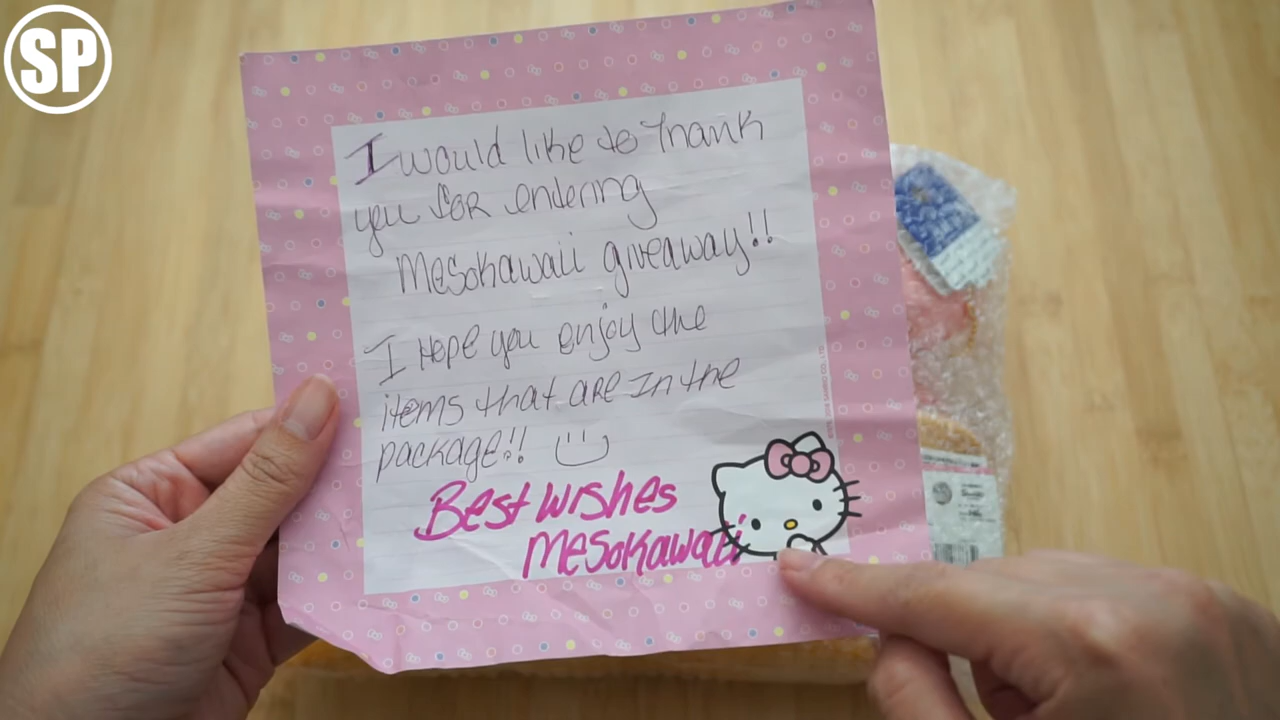 SP
I would like to Thank
you for entering
Mesokawaii giveaway!!
I Hope you enjoy the
items that are In the
package!!
Best wishes
Mesokawaii